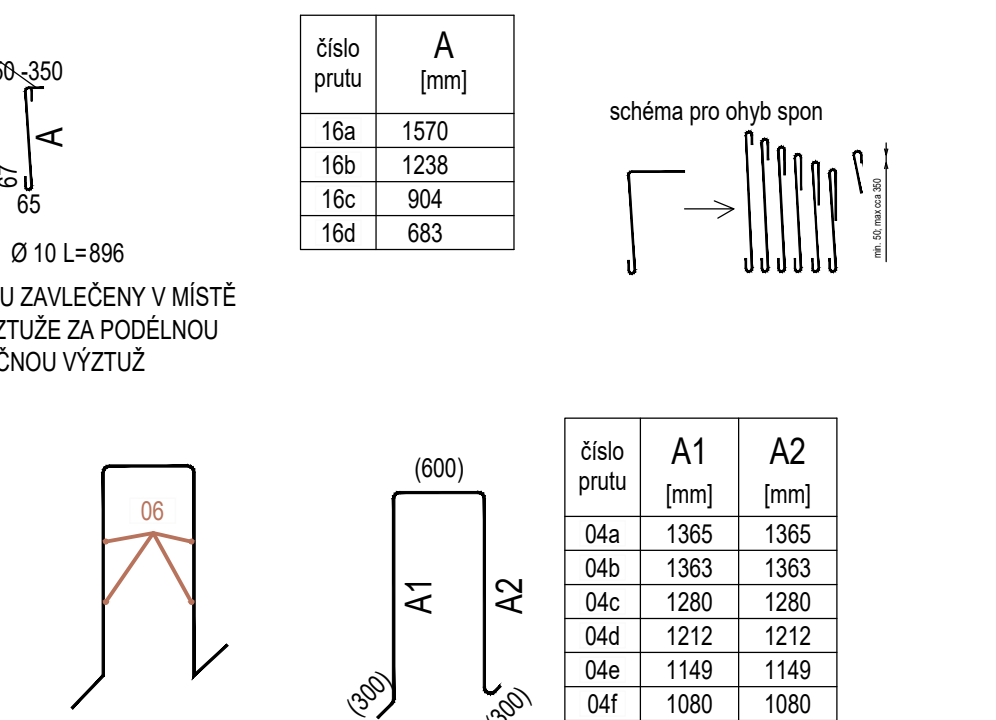 -350
A
67
65
Ø 10 L=896
U ZAVLEČENY V MÍSTĚ
ZTUŽE ZA PODÉLNOU
ČNOU VÝZTUŽ
číslo prutu A [mm]
16a 1570
16b 1238
16c 904
16d 683
schéma pro ohyb spon
min. 50; max cca 350
06
(600)
A1
A2
(300)
(300)
číslo prutu A1 [mm] A2 [mm]
04a 1365 1365
04b 1363 1363
04c 1280 1280
04d 1212 1212
04e 1149 1149
04f 1080 1080